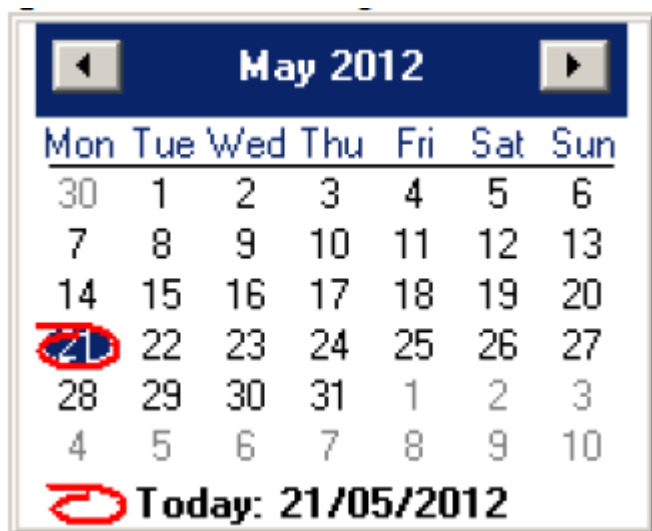 May 2012
Mon Tue Wed Thu Fri Sat Sun
30 1 2 3 4 5 6
7 8 9 10 11 12 13
14 15 16 17 18 19 20
21 22 23 24 25 26 27
28 29 30 31 1 2 3
4 5 6 7 8 9 10
Today: 21/05/2012